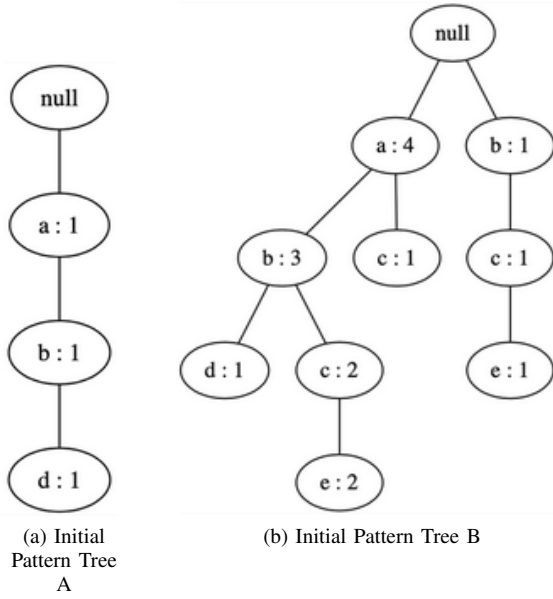 null
a : 1
b : 1
d : 1
(a) Initial
Pattern Tree
A
null
a : 4
b : 1
b : 3
c : 1
c : 1
d : 1
c : 2
e : 1
e : 2
(b) Initial Pattern Tree B